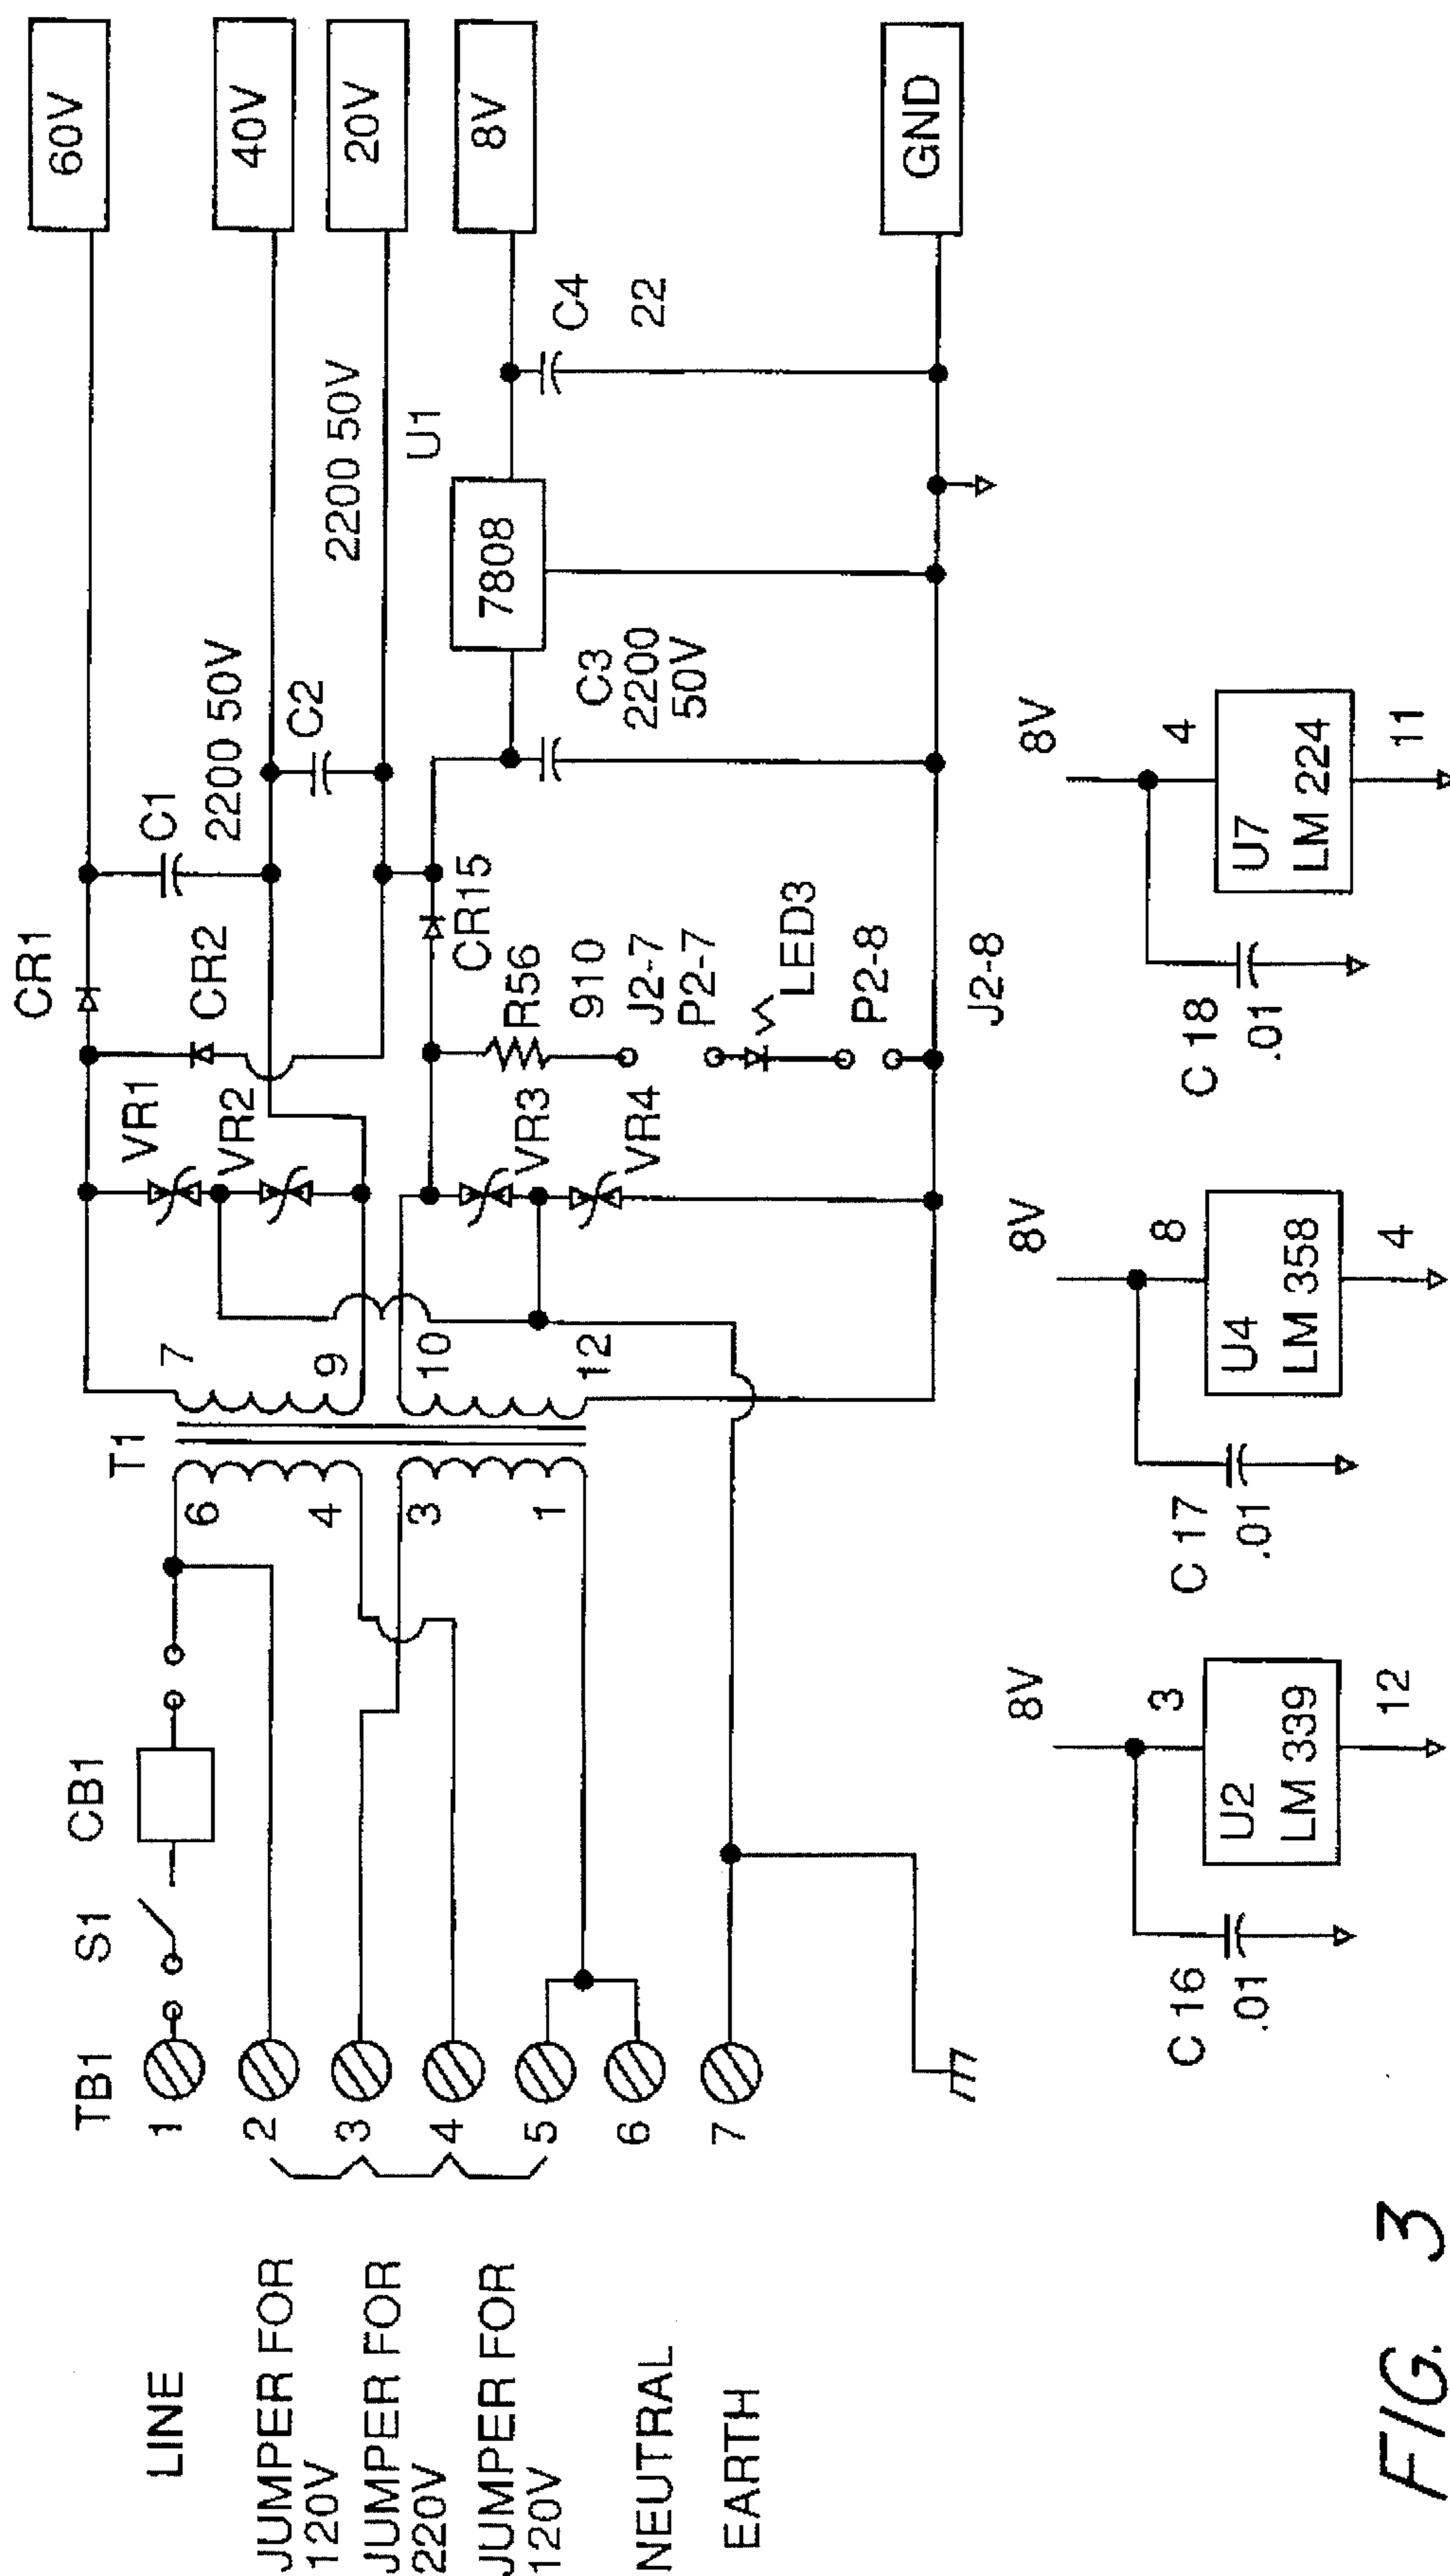 TB1
S1
CB1
T1
CR1
60V
LINE
1
6
7
VR1
CR2
C1
2200 50V
40V
JUMPER FOR
120V
2
4
9
VR2
C2
2200 50V
20V
JUMPER FOR
220V
3
3
10
CR15
U1
7808
8V
JUMPER FOR
120V
4
1
12
VR3
R56
910
C3
2200
50V
C4
22
5
VR4
J2-7
P2-7
LED3
P2-8
J2-8
NEUTRAL
6
EARTH
7
GND
8V
3
U2
LM 339
12
C 16
.01
8V
8
U4
LM 358
4
C 17
.01
8V
4
U7
LM 224
11
C 18
.01
FIG. 3